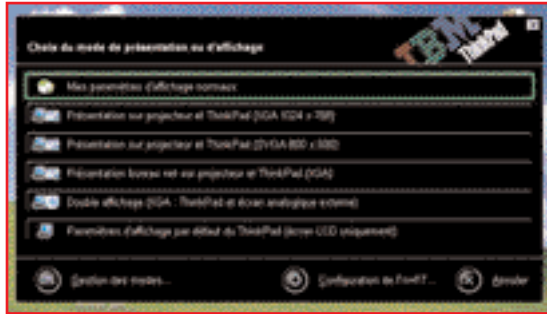 Choix du mode de présentation ou d'affichage
IBM
ThinkPad
Mes paramètres d'affichage normaux
Présentation sur projecteur et ThinkPad (XGA 1024 x 768)
Présentation sur projecteur et ThinkPad (SVGA 800 x 600)
Présentation bureau net sur projecteur et ThinkPad (XGA)
Double affichage (XGA : ThinkPad et écran analogique externe)
Paramètres d'affichage par défaut du ThinkPad (écran LCD uniquement)
Gestion des modes...
Configuration de Fn+F7...
Annuler